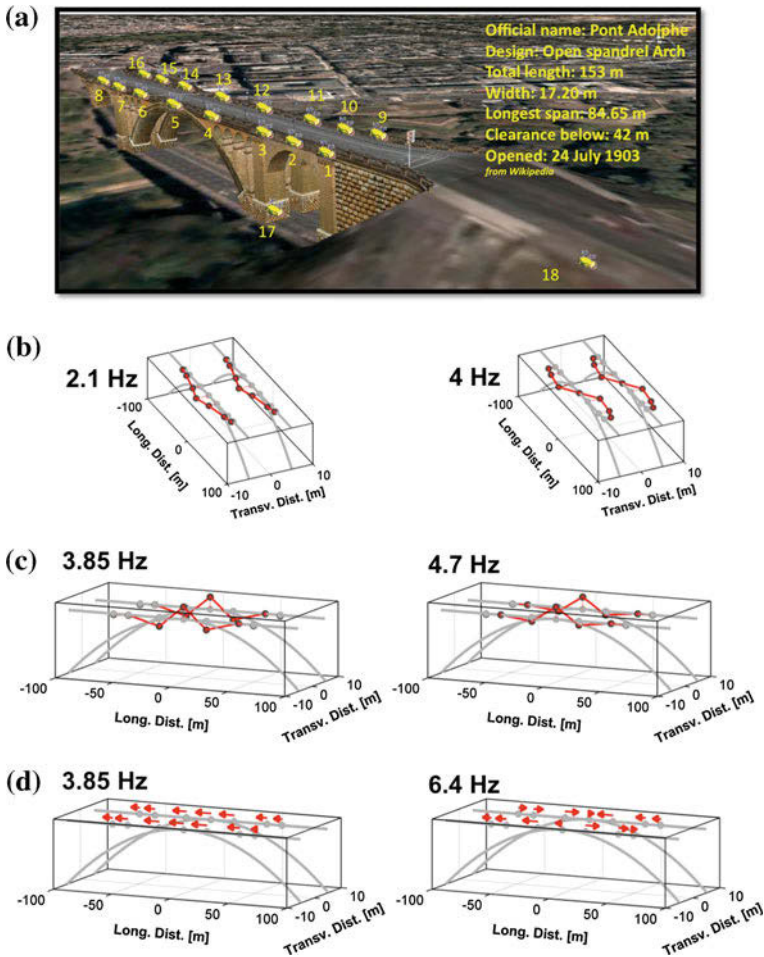 (a)
Official name: Pont Adolphe
Design: Open spandrel Arch
Total length: 153 m
Width: 17.20 m
Longest span: 84.65 m
Clearance below: 42 m
Opened: 24 July 1903
from Wikipedia
16 15 14 13 12 11 10 9
8 7 6 5 4 3 2 1
17
18
(b)
2.1 Hz
-100
0
100
Long. Dist. [m]
-10 0 10
Transv. Dist. [m]
4 Hz
-100
0
100
Long. Dist. [m]
-10 0 10
Transv. Dist. [m]
(c)
3.85 Hz
-100 -50 0 50 100
Long. Dist. [m]
-10 0 10
Transv. Dist. [m]
4.7 Hz
-100 -50 0 50 100
Long. Dist. [m]
-10 0 10
Transv. Dist. [m]
(d)
3.85 Hz
-100 -50 0 50 100
Long. Dist. [m]
-10 0 10
Transv. Dist. [m]
6.4 Hz
-100 -50 0 50 100
Long. Dist. [m]
-10 0 10
Transv. Dist. [m]